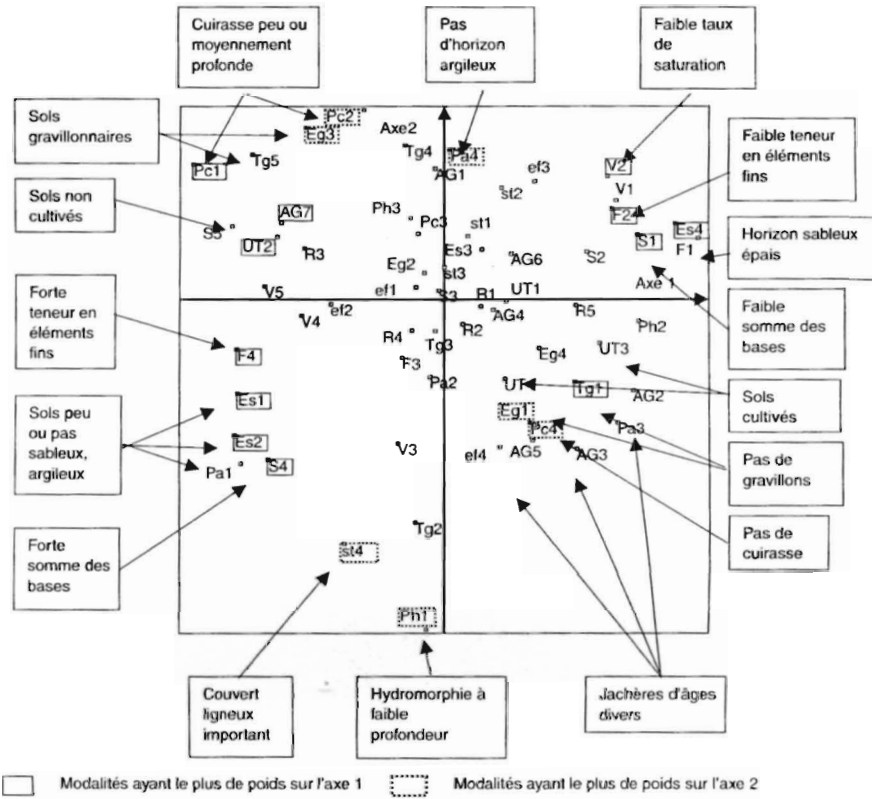 Cuirasse peu ou
moyennement
profonde
Pas
d'horizon
argileux
Faible taux
de
saturation
Sols
gravillonnaires
Sols non
cultivés
Forte
teneur en
éléments
fins
Sols peu
ou pas
sableux,
argileux
Forte
somme des
bases
Faible teneur
en éléments
fins
Horizon sableux
épais
Faible
somme des
bases
Sols
cultivés
Pas de
gravillons
Pas de
cuirasse
Pc2
Eg3
Axe2
Tg5
Pc1
Tg4
Pa4
AG1
ef3
st2
V2
V1
F2
Es4
F1
S1
AG7
S5
UT2
R3
Ph3
Pc3
st1
Es3
AG6
S2
Eg2
st3
Axe 1
V5
ef1
S3
ef2
V4
R1
UT1
AG4
R5
Ph2
R4
Tg3
R2
F3
Eg4
UT3
F4
Pa2
UT
Tg1
AG2
Es1
Eg1
Pc4
Pa3
Es2
V3
ef4
AG5
AG3
Pa1
S4
Tg2
st4
Ph1
Couvert
ligneux
important
Hydromorphie à
faible
profondeur
Jachères d'âges
divers
Modalités ayant le plus de poids sur l'axe 1
Modalités ayant le plus de poids sur l'axe 2